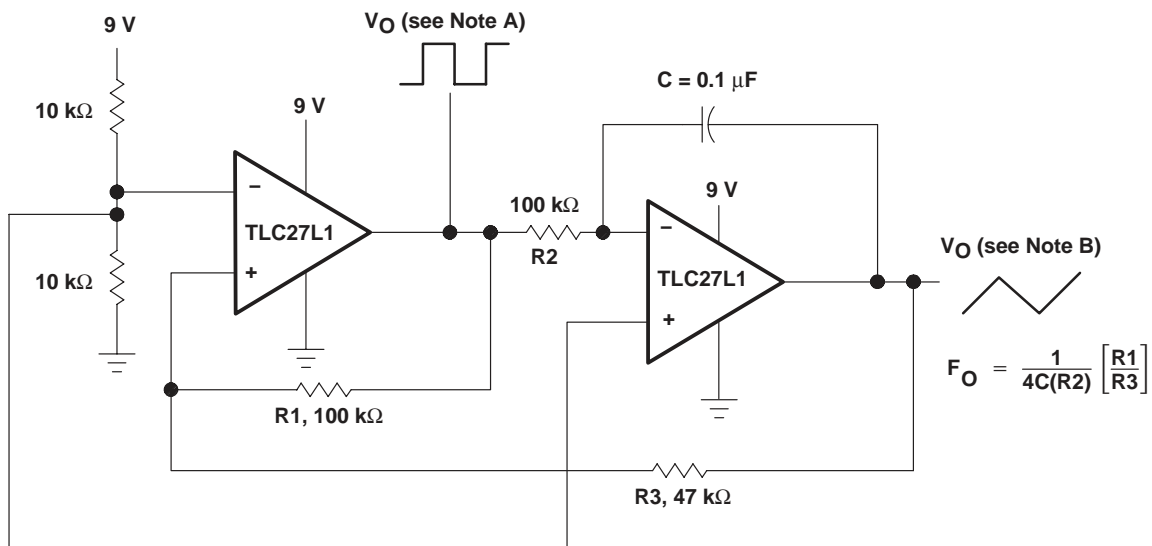 VO (see Note A)
9 V
C = 0.1 μF
10 kΩ
9 V
−
TLC27L1
+
10 kΩ
100 kΩ
R2
9 V
−
TLC27L1
+
VO (see Note B)
FO = 1/4C(R2) [R1/R3]
R1, 100 kΩ
R3, 47 kΩ